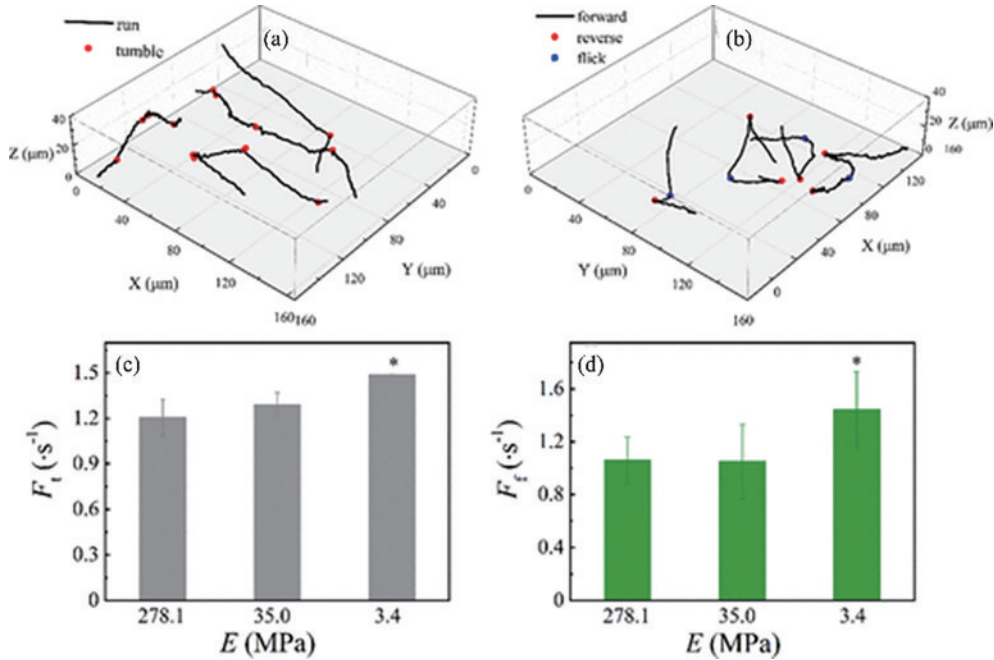 run
tumble
(a)
Z (μm)
40
20
0
0
40
80
120
160
X (μm)
160
120
80
40
0
Y (μm)
forward
reverse
flick
(b)
40
20
0
Z (μm)
160
120
80
40
0
X (μm)
0
40
80
120
160
Y (μm)
(c)
*
1.5
1.2
0.9
0.6
0.3
0
Ft (·s-1)
278.1
35.0
3.4
E (MPa)
(d)
*
1.6
1.2
0.8
0.4
0
Ff (·s-1)
278.1
35.0
3.4
E (MPa)